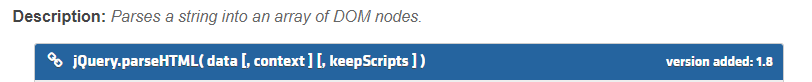 Description: Parses a string into an array of DOM nodes.
jQuery.parseHTML( data [, context ] [, keepScripts ] ) version added: 1.8